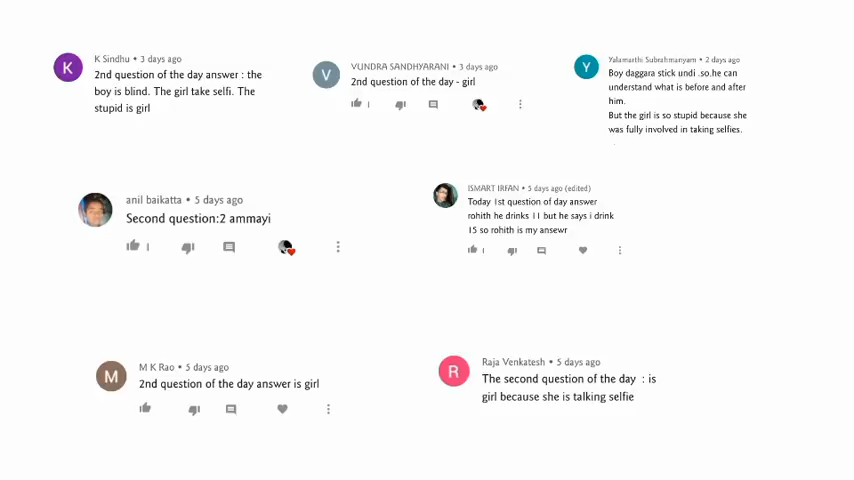 K Sindhu • 3 days ago
2nd question of the day answer : the
boy is blind. The girl take selfi. The
stupid is girl
K
VUNDRA SANDHYARANI • 3 days ago
2nd question of the day - girl
V
1
Yalamarthi Subrahmanyam • 2 days ago
Boy daggara stick undi .so.he can
understand what is before and after
him.
But the girl is so stupid because she
was fully involved in taking selfies.
Y
anil baikatta • 5 days ago
Second question:2 ammayi
1
ISMART IRFAN • 5 days ago (edited)
Today 1st question of day answer
rohith he drinks 11 but he says i drink
15 so rohith is my ansewr
1
M K Rao • 5 days ago
2nd question of the day answer is girl
M
Raja Venkatesh • 5 days ago
The second question of the day : is
girl because she is talking selfie
R